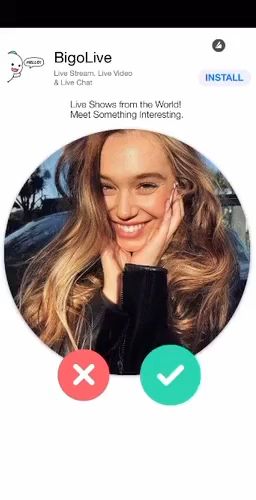 HELLO!
BigoLive
Live Stream. Live Video
& Live Chat
INSTALL
Live Shows from the World!
Meet Something Interesting.